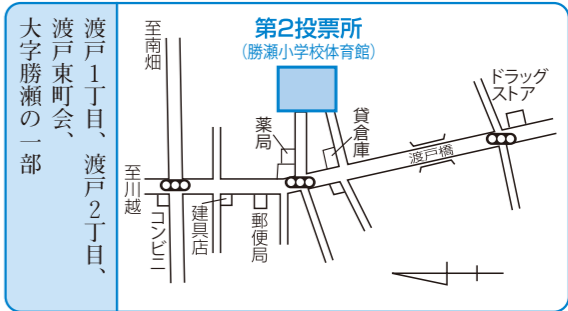 渡戸1丁目、渡戸2丁目、
渡戸東町会、
大字勝瀬の一部
第2投票所
(勝瀬小学校体育館)
至南畑
至川越
コンビニ
建具店
郵便局
薬局
貸倉庫
渡戸橋
ドラッグ
ストア